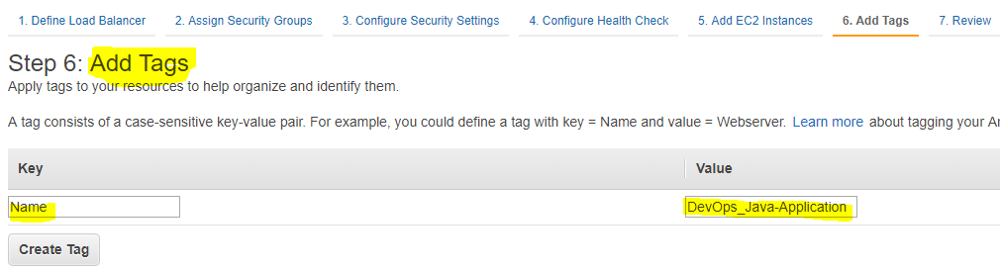 1. Define Load Balancer 2. Assign Security Groups 3. Configure Security Settings 4. Configure Health Check 5. Add EC2 Instances 6. Add Tags 7. Review
Step 6: Add Tags
Apply tags to your resources to help organize and identify them.
A tag consists of a case-sensitive key-value pair. For example, you could define a tag with key = Name and value = Webserver. Learn more about tagging your
Key Value
Name DevOps_Java-Application
Create Tag